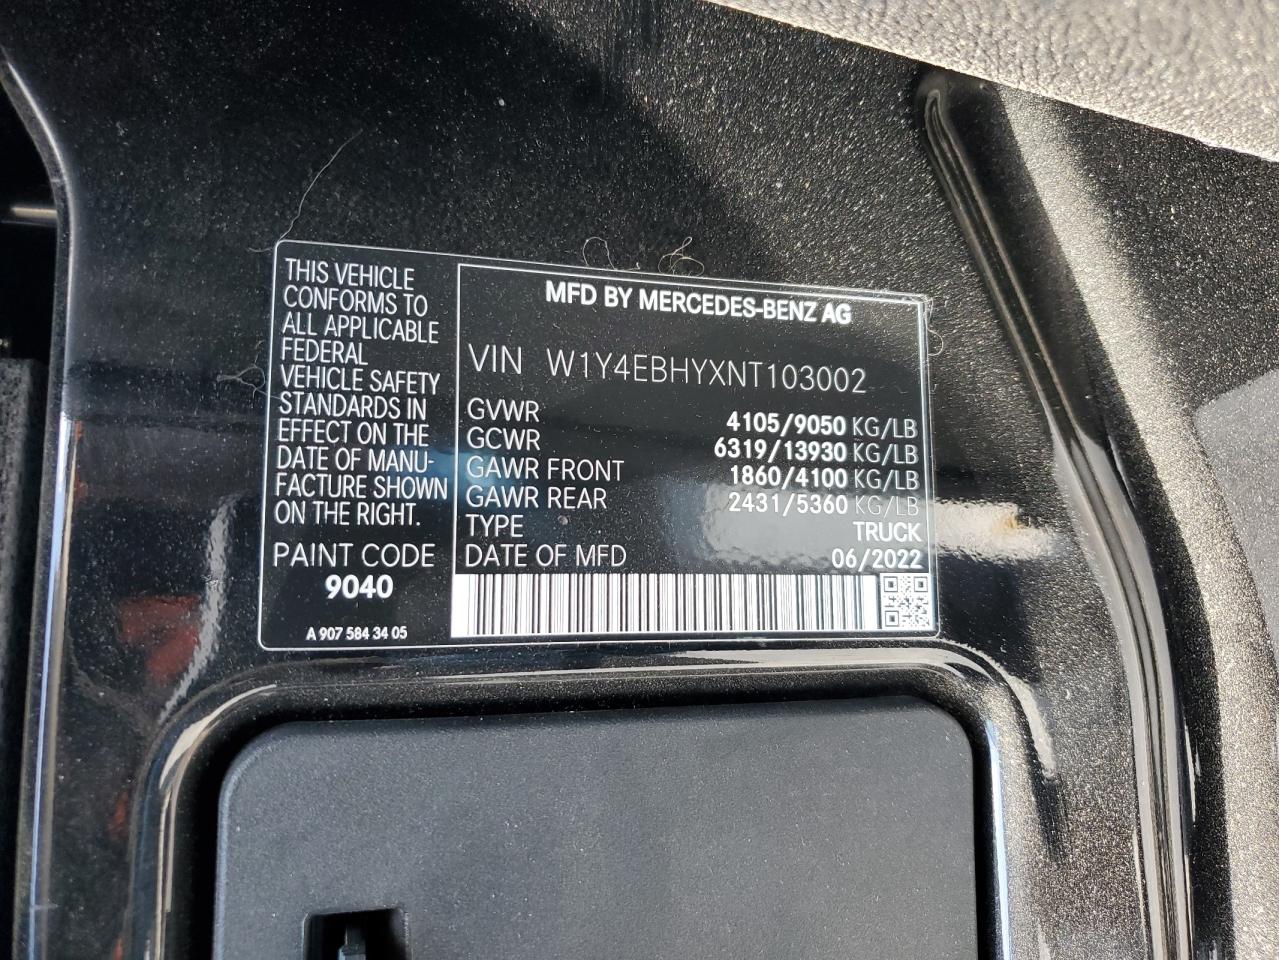 THIS VEHICLE
CONFORMS TO
ALL APPLICABLE
FEDERAL
VEHICLE SAFETY
STANDARDS IN
EFFECT ON THE
DATE OF MANU-
FACTURE SHOWN
ON THE RIGHT.
PAINT CODE
9040
A 907 584 34 05
MFD BY MERCEDES-BENZ AG
VIN W1Y4EBHYXNT103002
GVWR 4105/9050 KG/LB
GCWR 6319/13930 KG/LB
GAWR FRONT 1860/4100 KG/LB
GAWR REAR 2431/5360 KG/LB
TYPE TRUCK
DATE OF MFD 06/2022